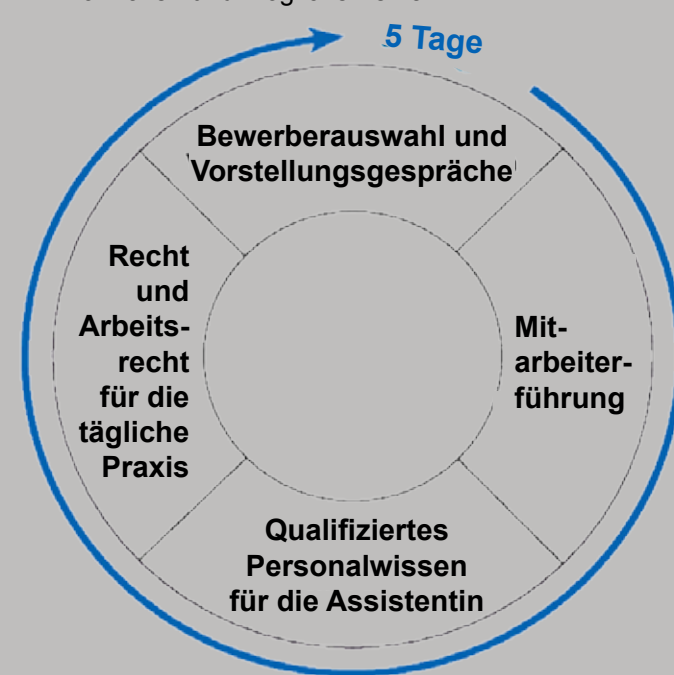 5 Tage
Bewerberauswahl und
Vorstellungsgespräche
Recht
und
Arbeits-
recht
für die
tägliche
Praxis
Mit-
arbeiter-
führung
Qualifiziertes
Personalwissen
für die Assistentin